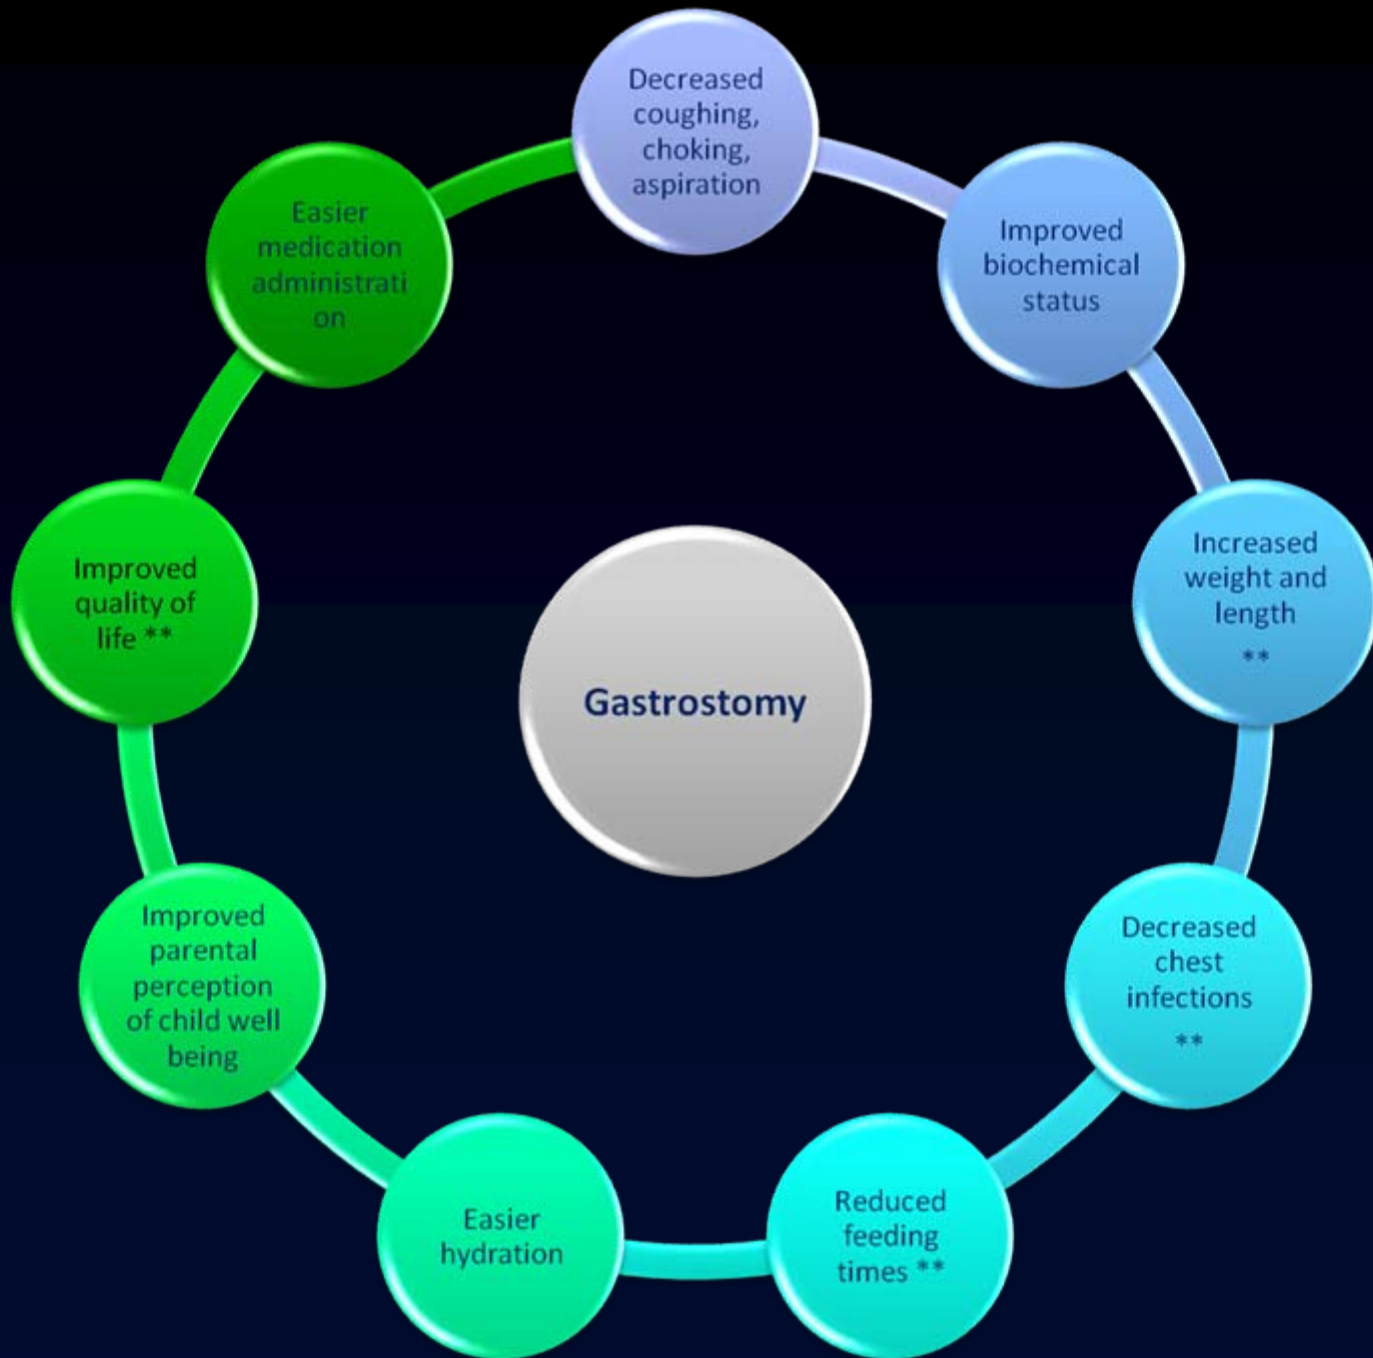 Decreased
coughing,
choking,
aspiration
Improved
biochemical
status
Increased
weight and
length
**
Decreased
chest
infections
**
Reduced
feeding
times **
Easier
hydration
Improved
parental
perception
of child well
being
Improved
quality of
life **
Easier
medication
administrati
on
Gastrostomy